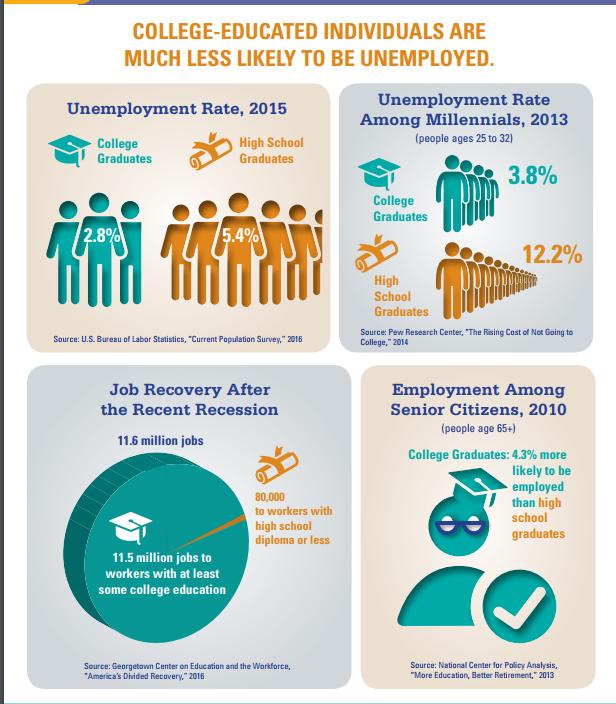 COLLEGE-EDUCATED INDIVIDUALS ARE
MUCH LESS LIKELY TO BE UNEMPLOYED.
Unemployment Rate, 2015
College
Graduates
High School
Graduates
2.8%
5.4%
Source: U.S. Bureau of Labor Statistics, "Current Population Survey," 2016
Unemployment Rate
Among Millennials, 2013
(people ages 25 to 32)
College
Graduates
3.8%
High
School
Graduates
12.2%
Source: Pew Research Center, "The Rising Cost of Not Going to
College," 2014
Job Recovery After
the Recent Recession
11.6 million jobs
80,000
to workers with
high school
diploma or less
11.5 million jobs to
workers with at least
some college education
Source: Georgetown Center on Education and the Workforce,
"America's Divided Recovery," 2016
Employment Among
Senior Citizens, 2010
(people age 65+)
College Graduates: 4.3% more
likely to be
employed
than high
school
graduates
Source: National Center for Policy Analysis,
"More Education, Better Retirement," 2013